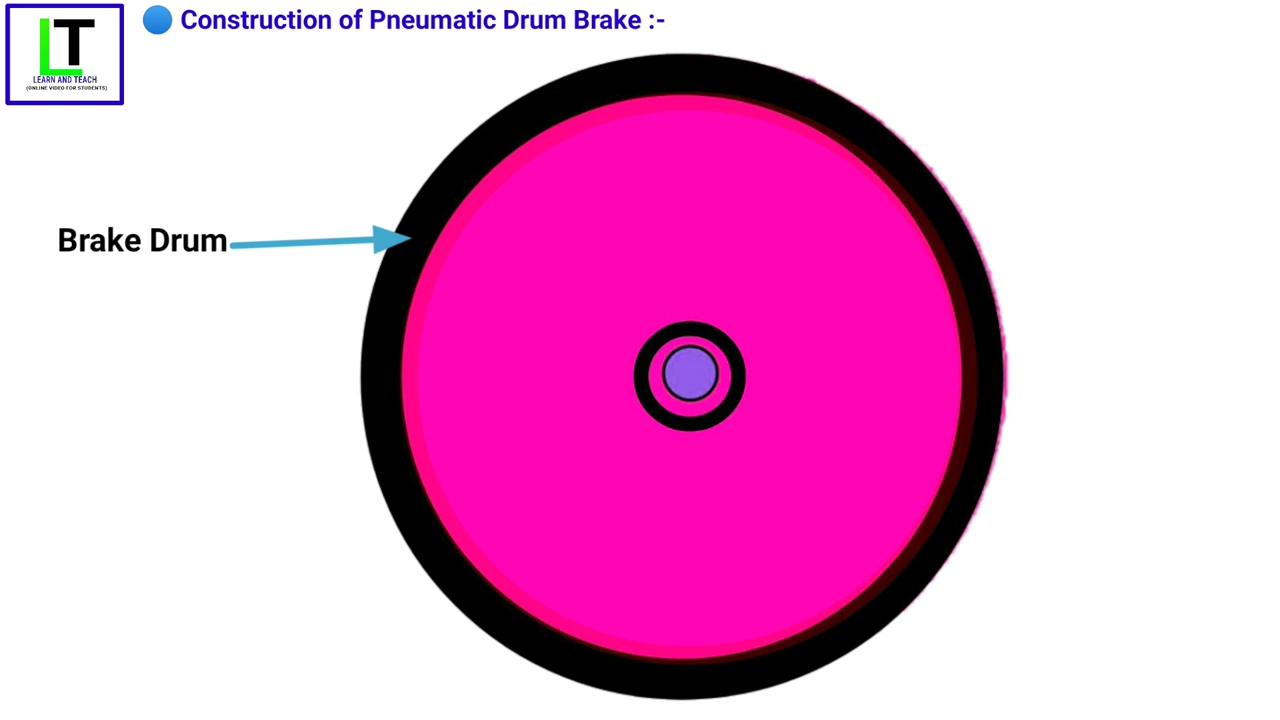 LT
LEARN AND TEACH
(ONLINE VIDEO FOR STUDENTS)
Construction of Pneumatic Drum Brake :-
Brake Drum